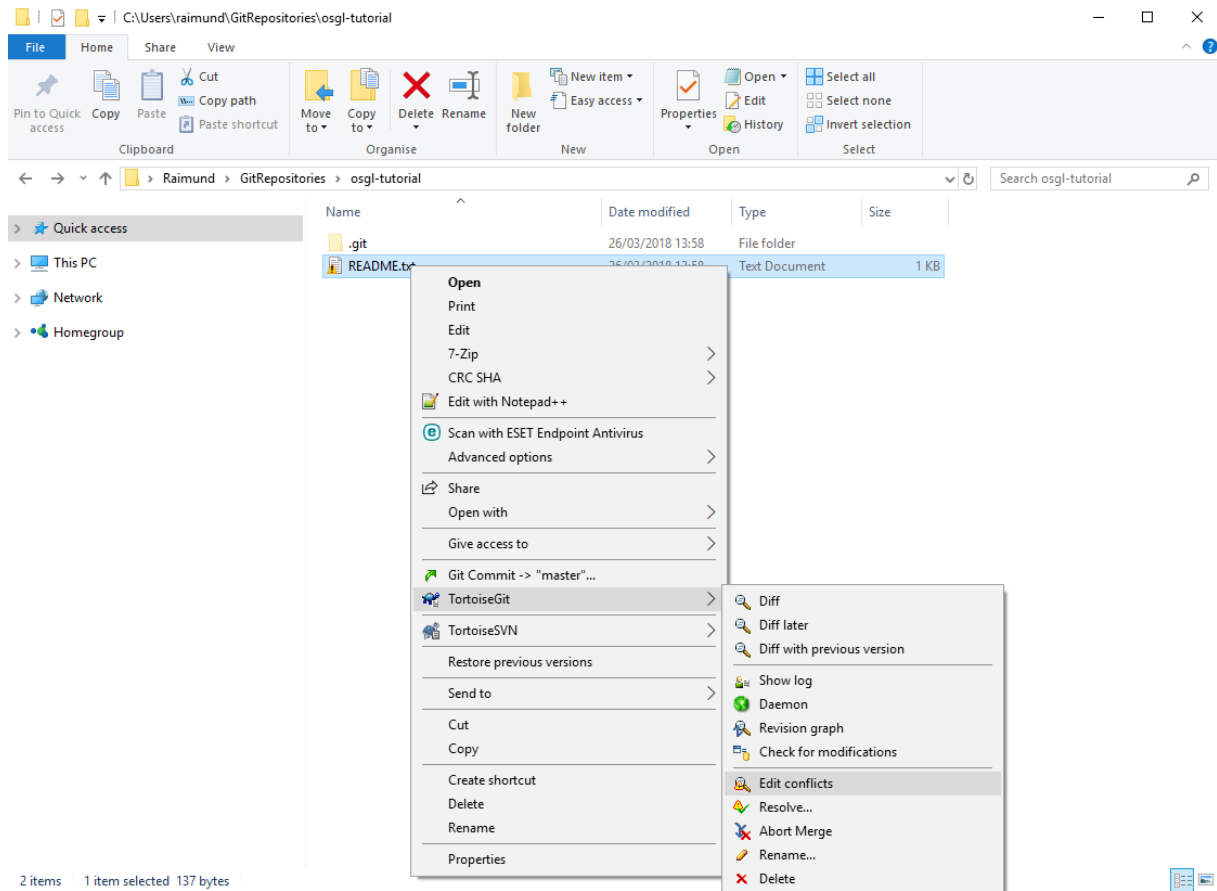 C:\Users\raimund\GitRepositories\osgl-tutorial
File Home Share View
Pin to Quick access
Copy
Paste
Cut
Copy path
Paste shortcut
Clipboard
Move to
Copy to
Delete
Rename
Organise
New folder
New item
Easy access
New
Properties
Open
Edit
History
Open
Select all
Select none
Invert selection
Select
Raimund > GitRepositories > osgl-tutorial
Search osgl-tutorial
Quick access
This PC
Network
Homegroup
Name Date modified Type Size
.git 26/03/2018 13:58 File folder
README.txt 26/03/2018 13:58 Text Document 1 KB
Open
Print
Edit
7-Zip
CRC SHA
Edit with Notepad++
Scan with ESET Endpoint Antivirus
Advanced options
Share
Open with
Give access to
Git Commit -> "master"...
TortoiseGit
TortoiseSVN
Restore previous versions
Send to
Cut
Copy
Create shortcut
Delete
Rename
Properties
Diff
Diff later
Diff with previous version
Show log
Daemon
Revision graph
Check for modifications
Edit conflicts
Resolve...
Abort Merge
Rename...
Delete
2 items 1 item selected 137 bytes